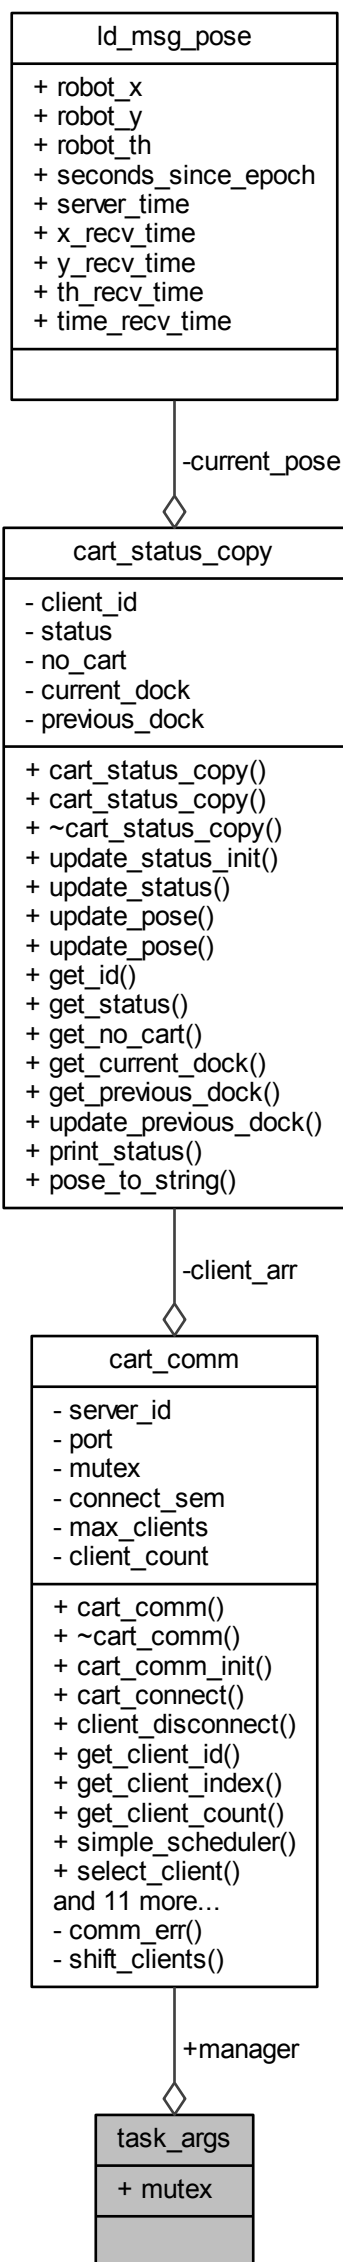 ld_msg_pose
+ robot_x
+ robot_y
+ robot_th
+ seconds_since_epoch
+ server_time
+ x_recv_time
+ y_recv_time
+ th_recv_time
+ time_recv_time
-current_pose
cart_status_copy
- client_id
- status
- no_cart
- current_dock
- previous_dock
+ cart_status_copy()
+ cart_status_copy()
+ ~cart_status_copy()
+ update_status_init()
+ update_status()
+ update_pose()
+ update_pose()
+ get_id()
+ get_status()
+ get_no_cart()
+ get_current_dock()
+ get_previous_dock()
+ update_previous_dock()
+ print_status()
+ pose_to_string()
-client_arr
cart_comm
- server_id
- port
- mutex
- connect_sem
- max_clients
- client_count
+ cart_comm()
+ ~cart_comm()
+ cart_comm_init()
+ cart_connect()
+ client_disconnect()
+ get_client_id()
+ get_client_index()
+ get_client_count()
+ simple_scheduler()
+ select_client()
and 11 more...
- comm_err()
- shift_clients()
+manager
task_args
+ mutex